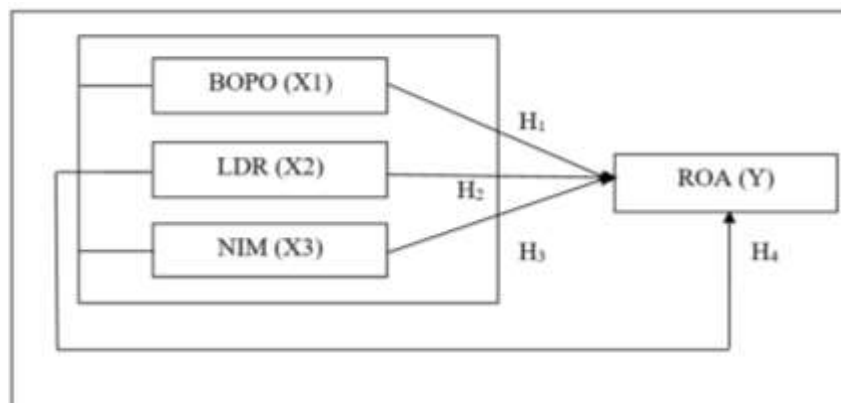 BOPO (X1)
H₁
LDR (X2)
ROA (Y)
H₂
NIM (X3)
H₃
H₄